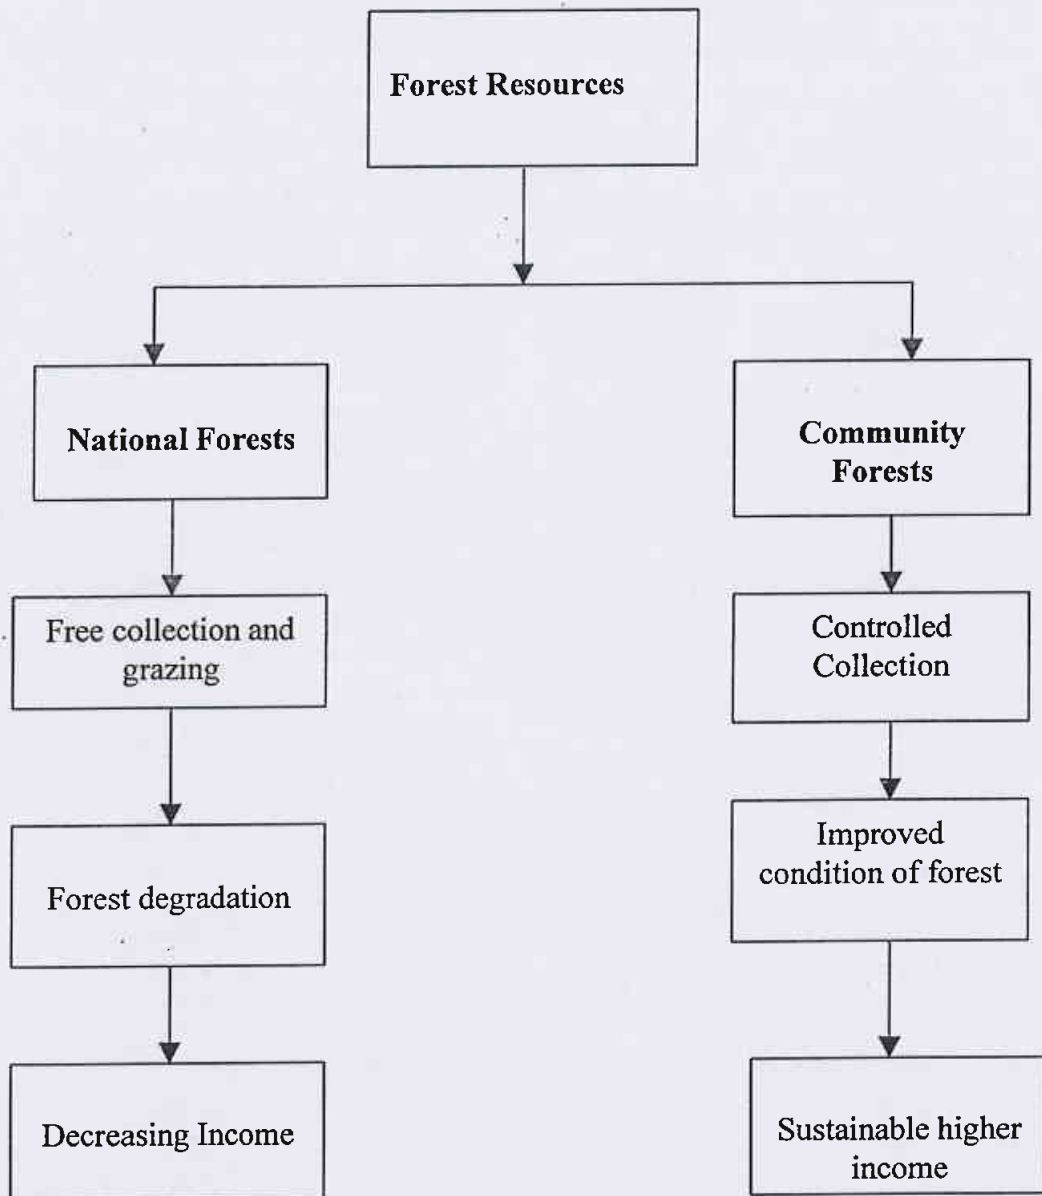 Forest Resources
National Forests
Community
Forests
Free collection and
grazing
Controlled
Collection
Forest degradation
Improved
condition of forest
Decreasing Income
Sustainable higher
income